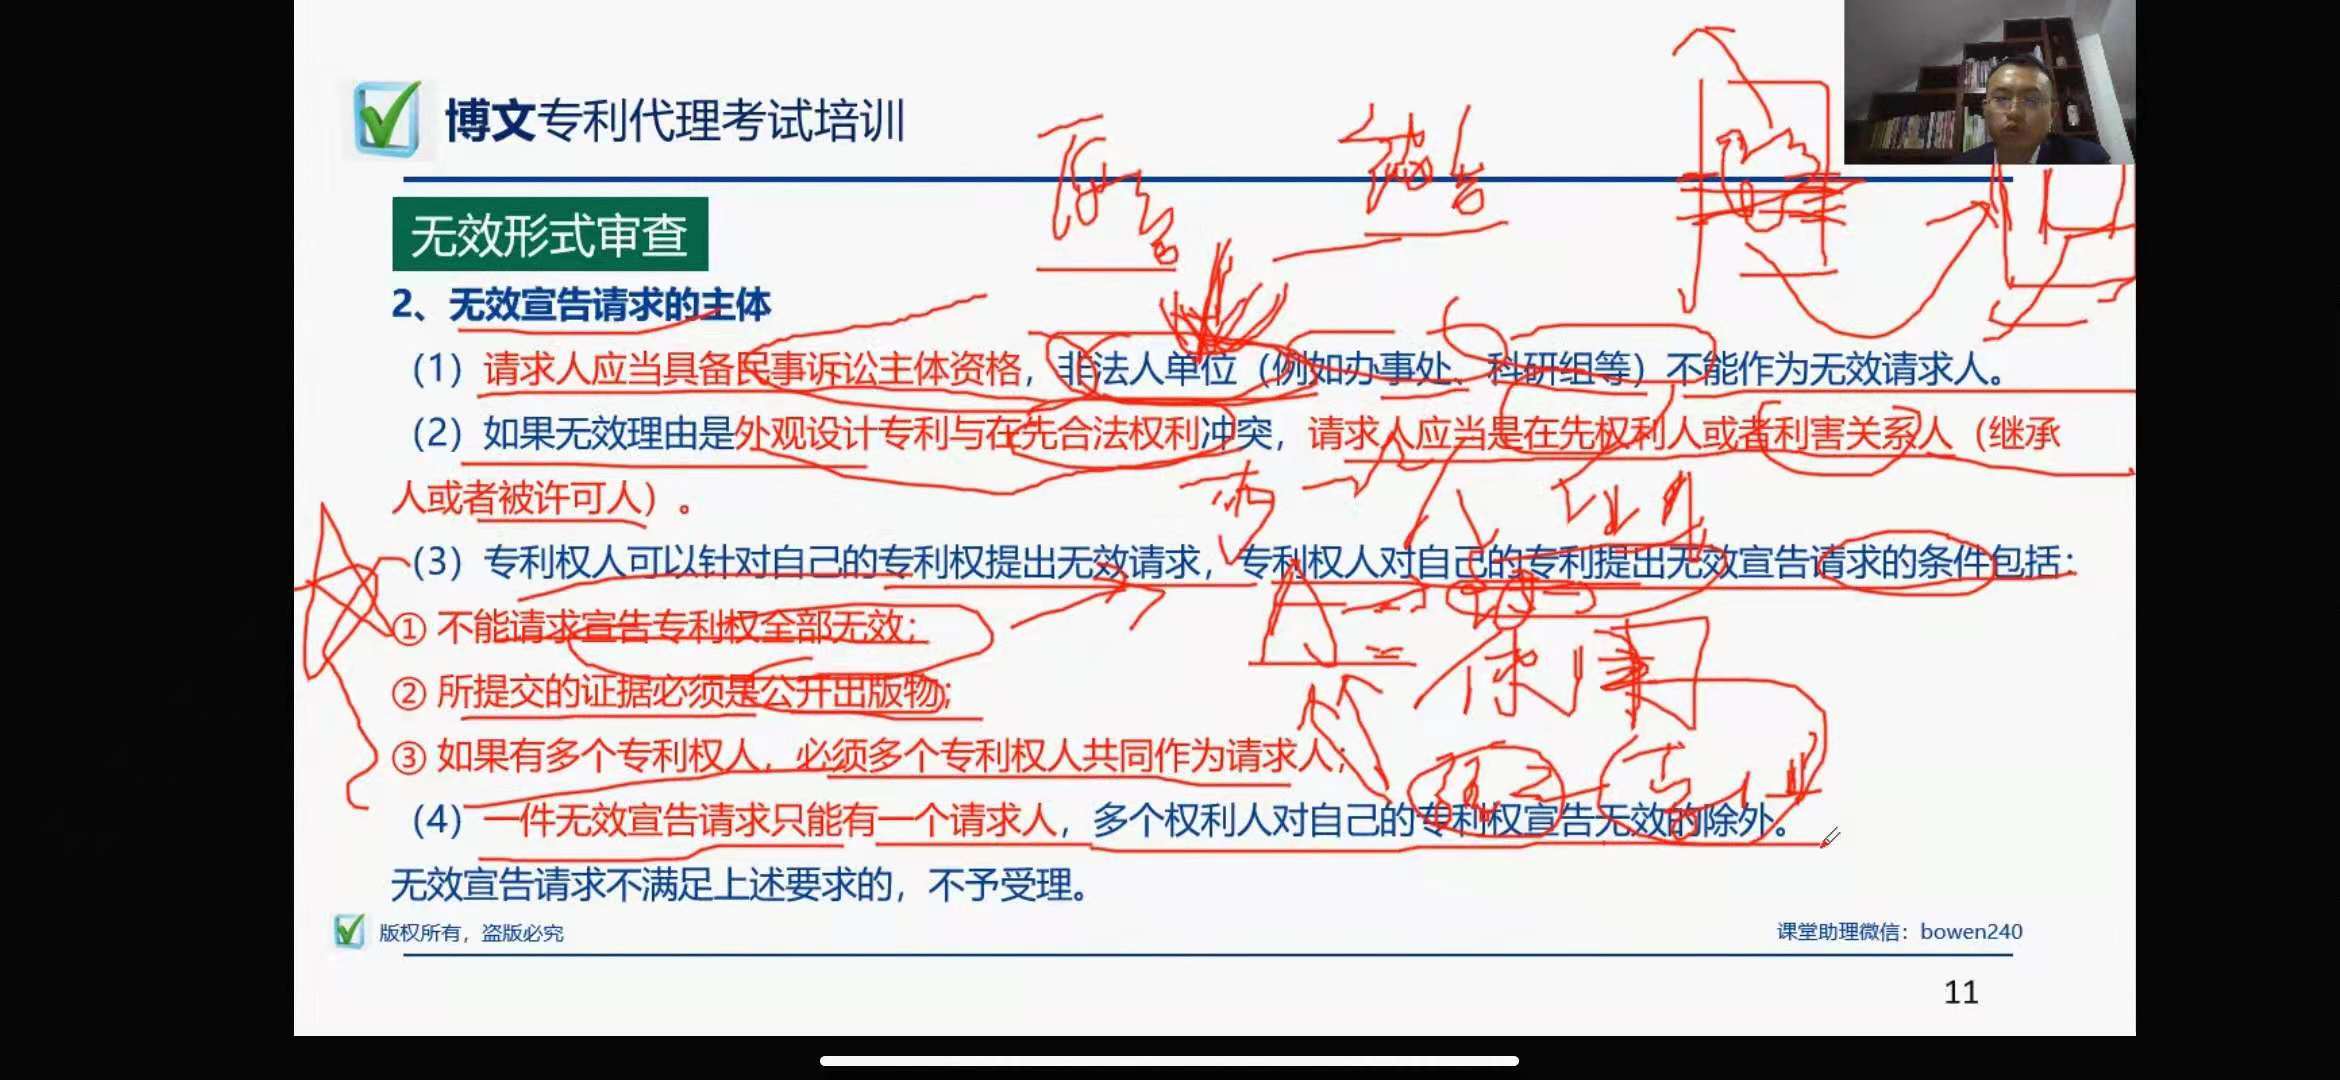 博文专利代理考试培训
无效形式审查
2、无效宣告请求的主体
（1）请求人应当具备民事诉讼主体资格，非法人单位（例如办事处、科研组等）不能作为无效请求人。
（2）如果无效理由是外观设计专利与在先合法权利冲突，请求人应当是在先权利人或者利害关系人（继承
人或者被许可人）。
（3）专利权人可以针对自己的专利权提出无效请求，专利权人对自己的专利提出无效宣告请求的条件包括：
① 不能请求宣告专利权全部无效；
② 所提交的证据必须是公开出版物；
③ 如果有多个专利权人，必须多个专利权人共同作为请求人；
（4）一件无效宣告请求只能有一个请求人，多个权利人对自己的专利权宣告无效的除外。
无效宣告请求不满足上述要求的，不予受理。
版权所有，盗版必究
课堂助理微信：bowen240
11